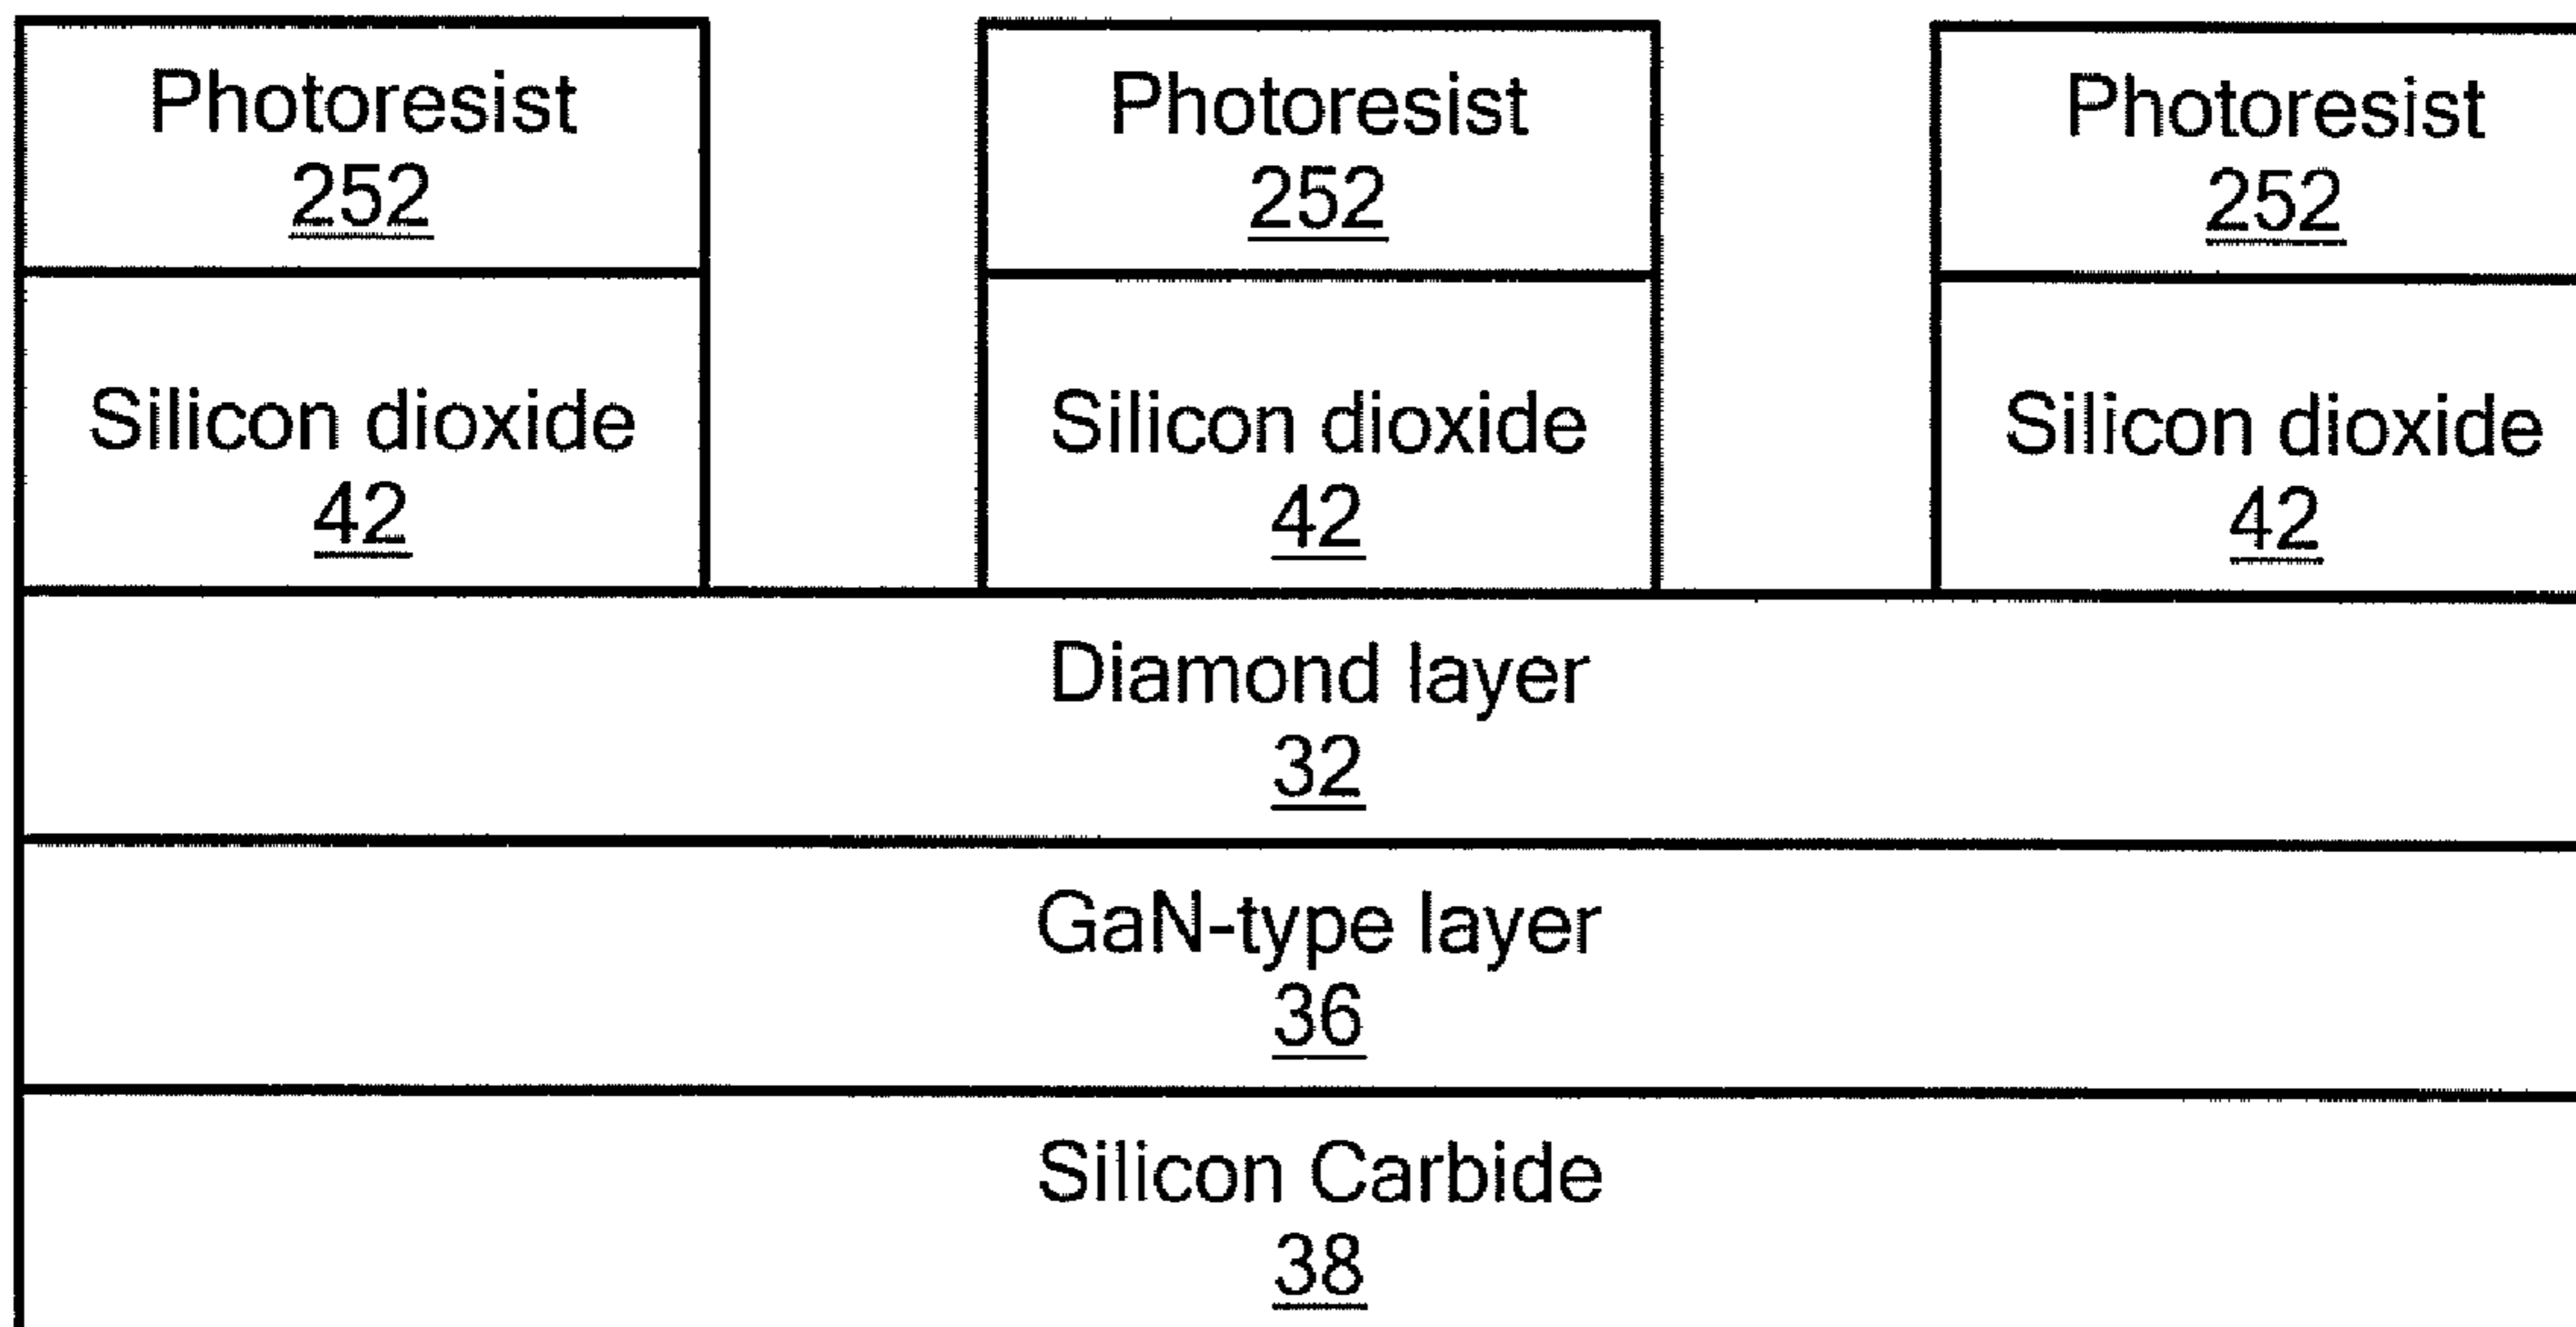 Photoresist
252
Photoresist
252
Photoresist
252
Silicon dioxide
42
Silicon dioxide
42
Silicon dioxide
42
Diamond layer
32
GaN-type layer
36
Silicon Carbide
38